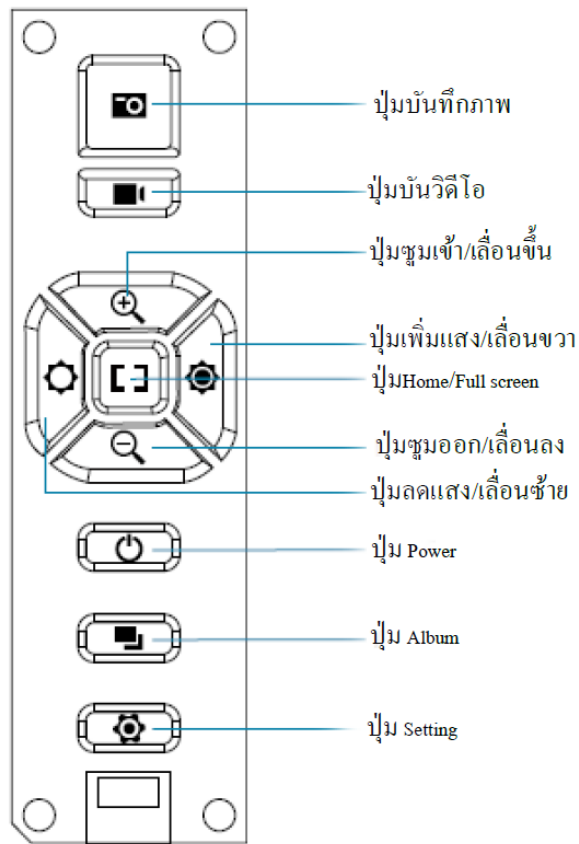 ปุ่มบันทึกภาพ
ปุ่มบันวิดีโอ
ปุ่มซูมเข้า/เลื่อนขึ้น
ปุ่มเพิ่มแสง/เลื่อนขวา
ปุ่มHome/Full screen
ปุ่มซูมออก/เลื่อนลง
ปุ่มลดแสง/เลื่อนซ้าย
ปุ่ม Power
ปุ่ม Album
ปุ่ม Setting